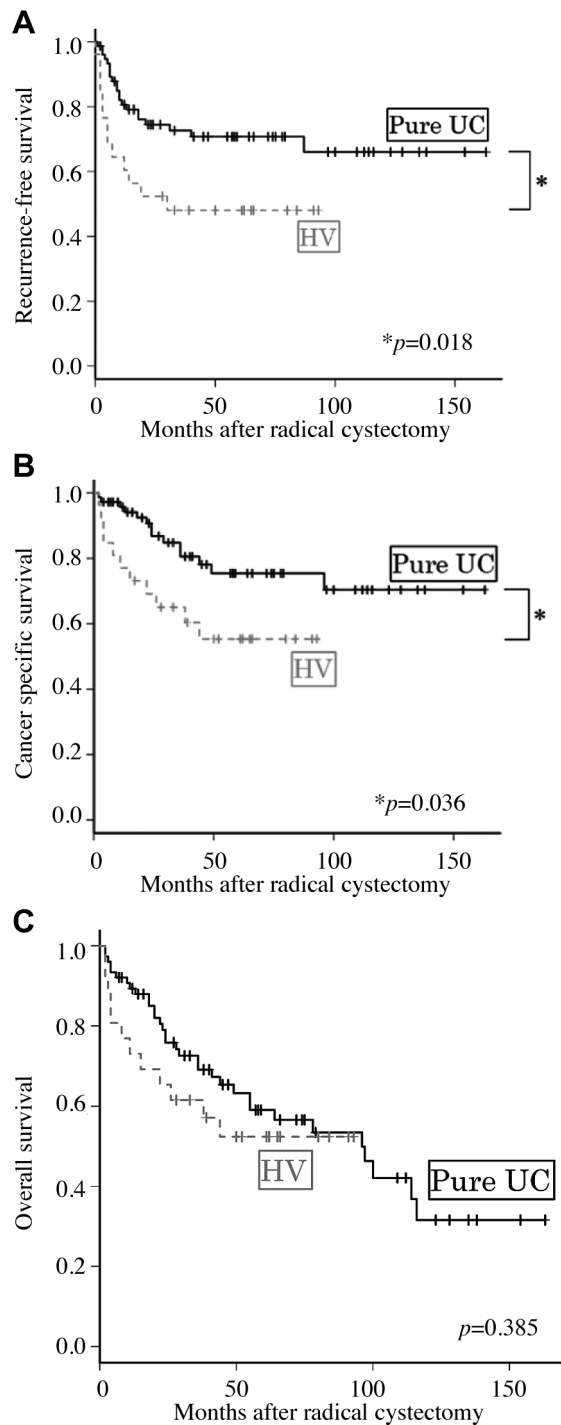 A
Recurrence-free survival
1.0
0.8
0.6
0.4
0.2
0.0
Pure UC
*
HV
*p=0.018
0 50 100 150
Months after radical cystectomy
B
Cancer specific survival
1.0
0.8
0.6
0.4
0.2
0.0
Pure UC
*
HV
*p=0.036
0 50 100 150
Months after radical cystectomy
C
Overall survival
1.0
0.8
0.6
0.4
0.2
0.0
HV
Pure UC
p=0.385
0 50 100 150
Months after radical cystectomy